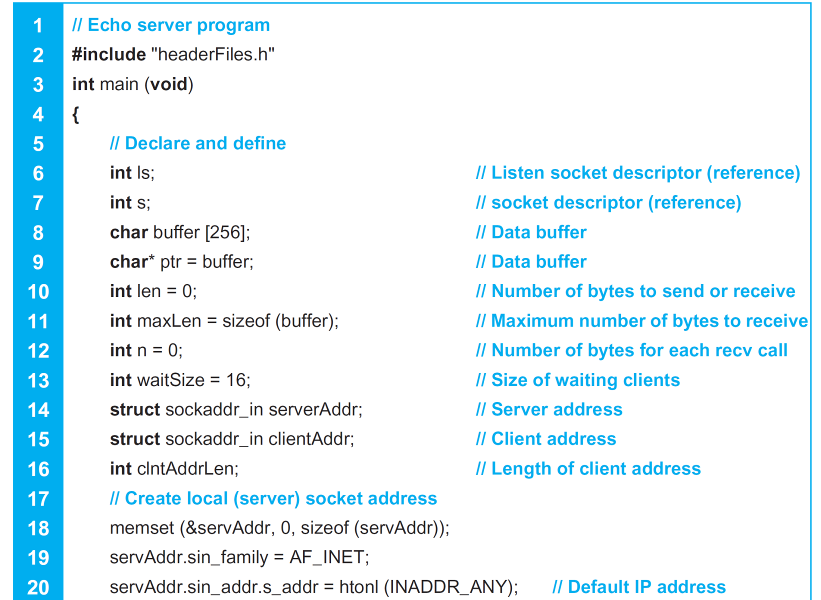 1 // Echo server program
2 #include "headerFiles.h"
3 int main (void)
4 {
5 // Declare and define
6 int ls; // Listen socket descriptor (reference)
7 int s; // socket descriptor (reference)
8 char buffer [256]; // Data buffer
9 char* ptr = buffer; // Data buffer
10 int len = 0; // Number of bytes to send or receive
11 int maxLen = sizeof (buffer); // Maximum number of bytes to receive
12 int n = 0; // Number of bytes for each recv call
13 int waitSize = 16; // Size of waiting clients
14 struct sockaddr_in serverAddr; // Server address
15 struct sockaddr_in clientAddr; // Client address
16 int clntAddrLen; // Length of client address
17 // Create local (server) socket address
18 memset (&servAddr, 0, sizeof (servAddr));
19 servAddr.sin_family = AF_INET;
20 servAddr.sin_addr.s_addr = htonl (INADDR_ANY); // Default IP address